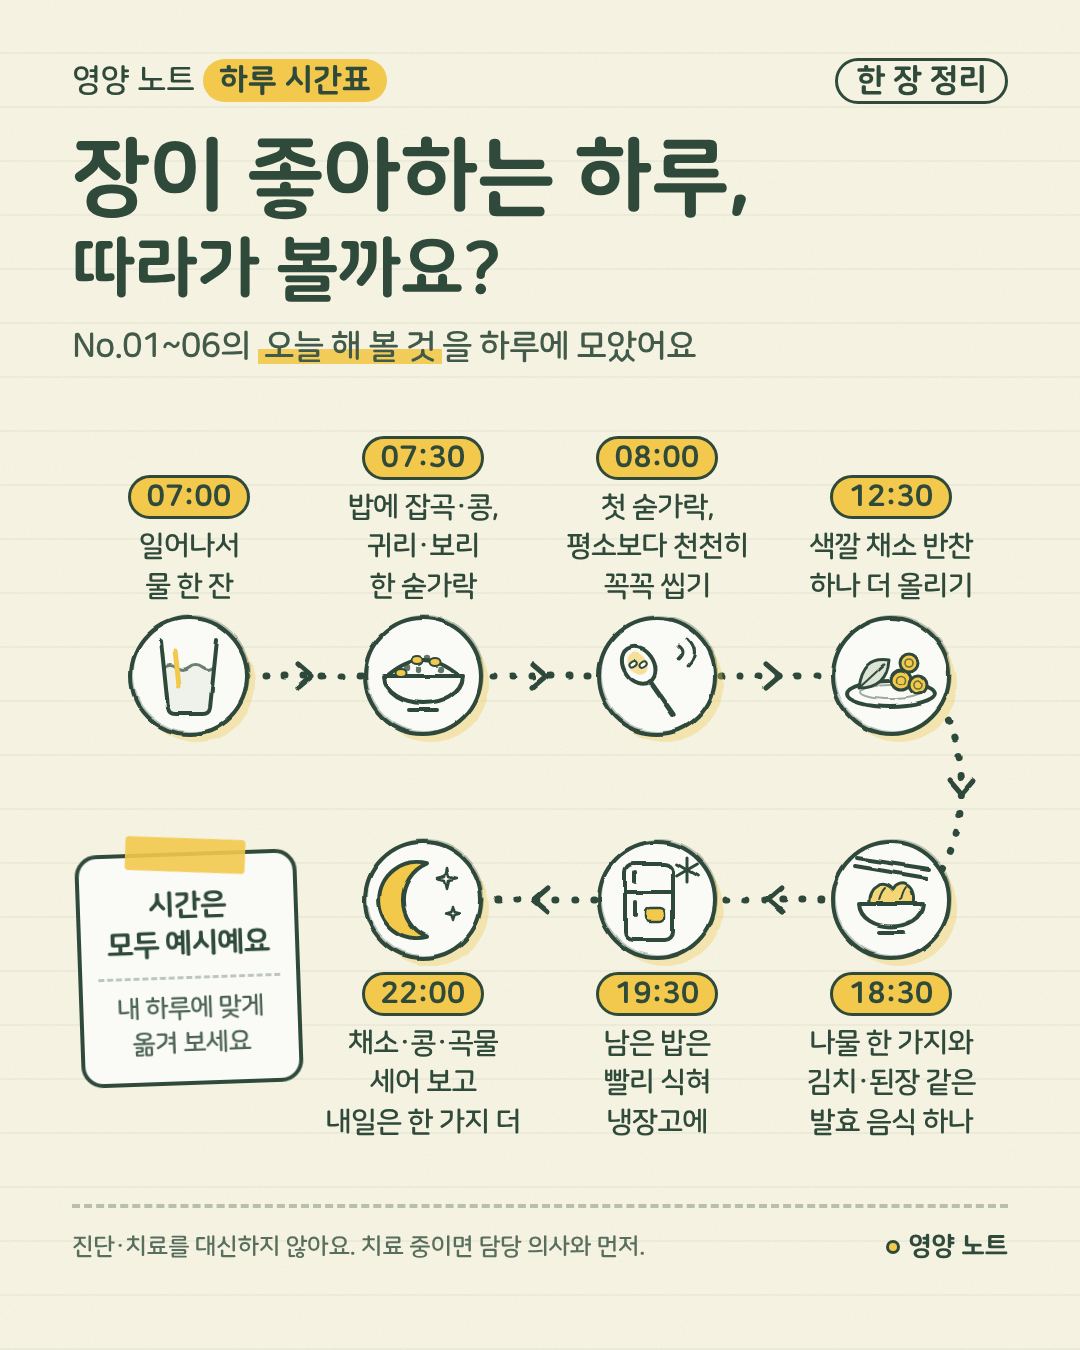 영양 노트 하루 시간표
한 장 정리
장이 좋아하는 하루,
따라가 볼까요?
No.01~06의 오늘 해 볼 것을 하루에 모았어요
07:00
일어나서
물 한 잔
07:30
밥에 잡곡·콩,
귀리·보리
한 숟가락
08:00
첫 숟가락,
평소보다 천천히
꼭꼭 씹기
12:30
색깔 채소 반찬
하나 더 올리기
18:30
나물 한 가지와
김치·된장 같은
발효 음식 하나
19:30
남은 밥은
빨리 식혀
냉장고에
22:00
채소·콩·곡물
세어 보고
내일은 한 가지 더
시간은
모두 예시예요
내 하루에 맞게
옮겨 보세요
진단·치료를 대신하지 않아요. 치료 중이면 담당 의사와 먼저.
영양 노트